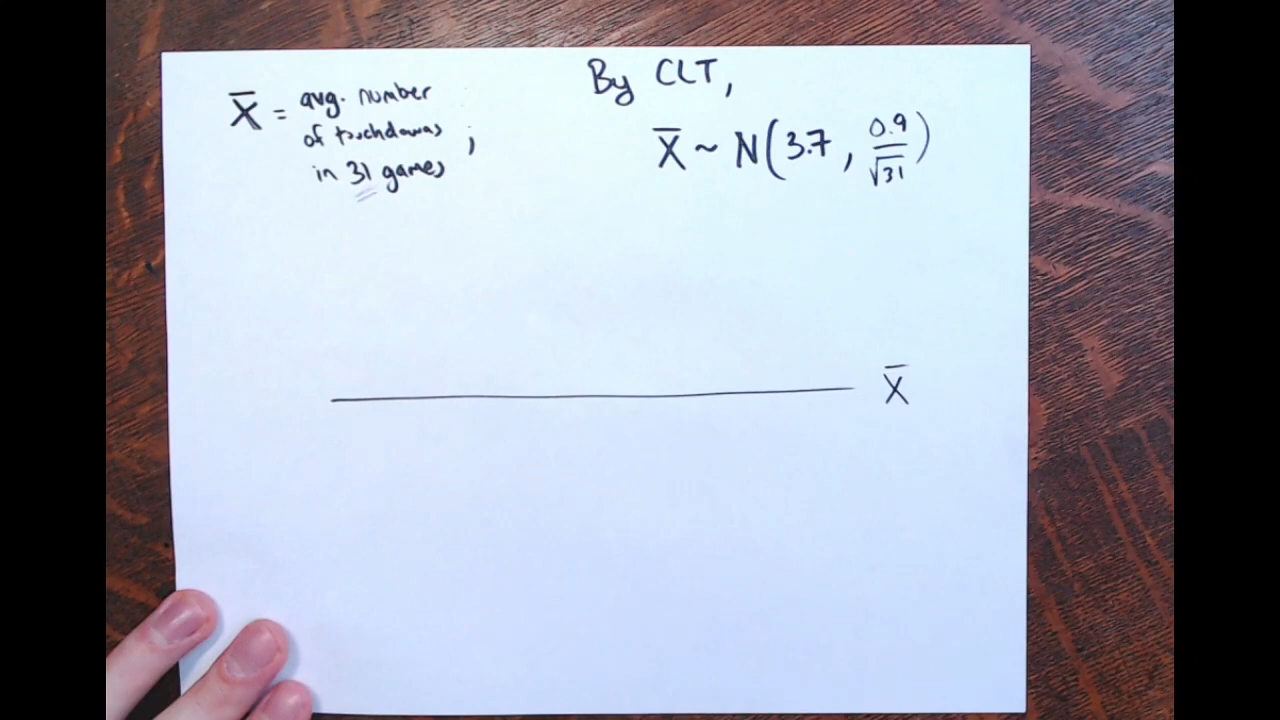 X̄ = avg. number
of touchdowns
in 31 games ;
By CLT,
X̄ ~ N(3.7, 0.9/√31)
X̄